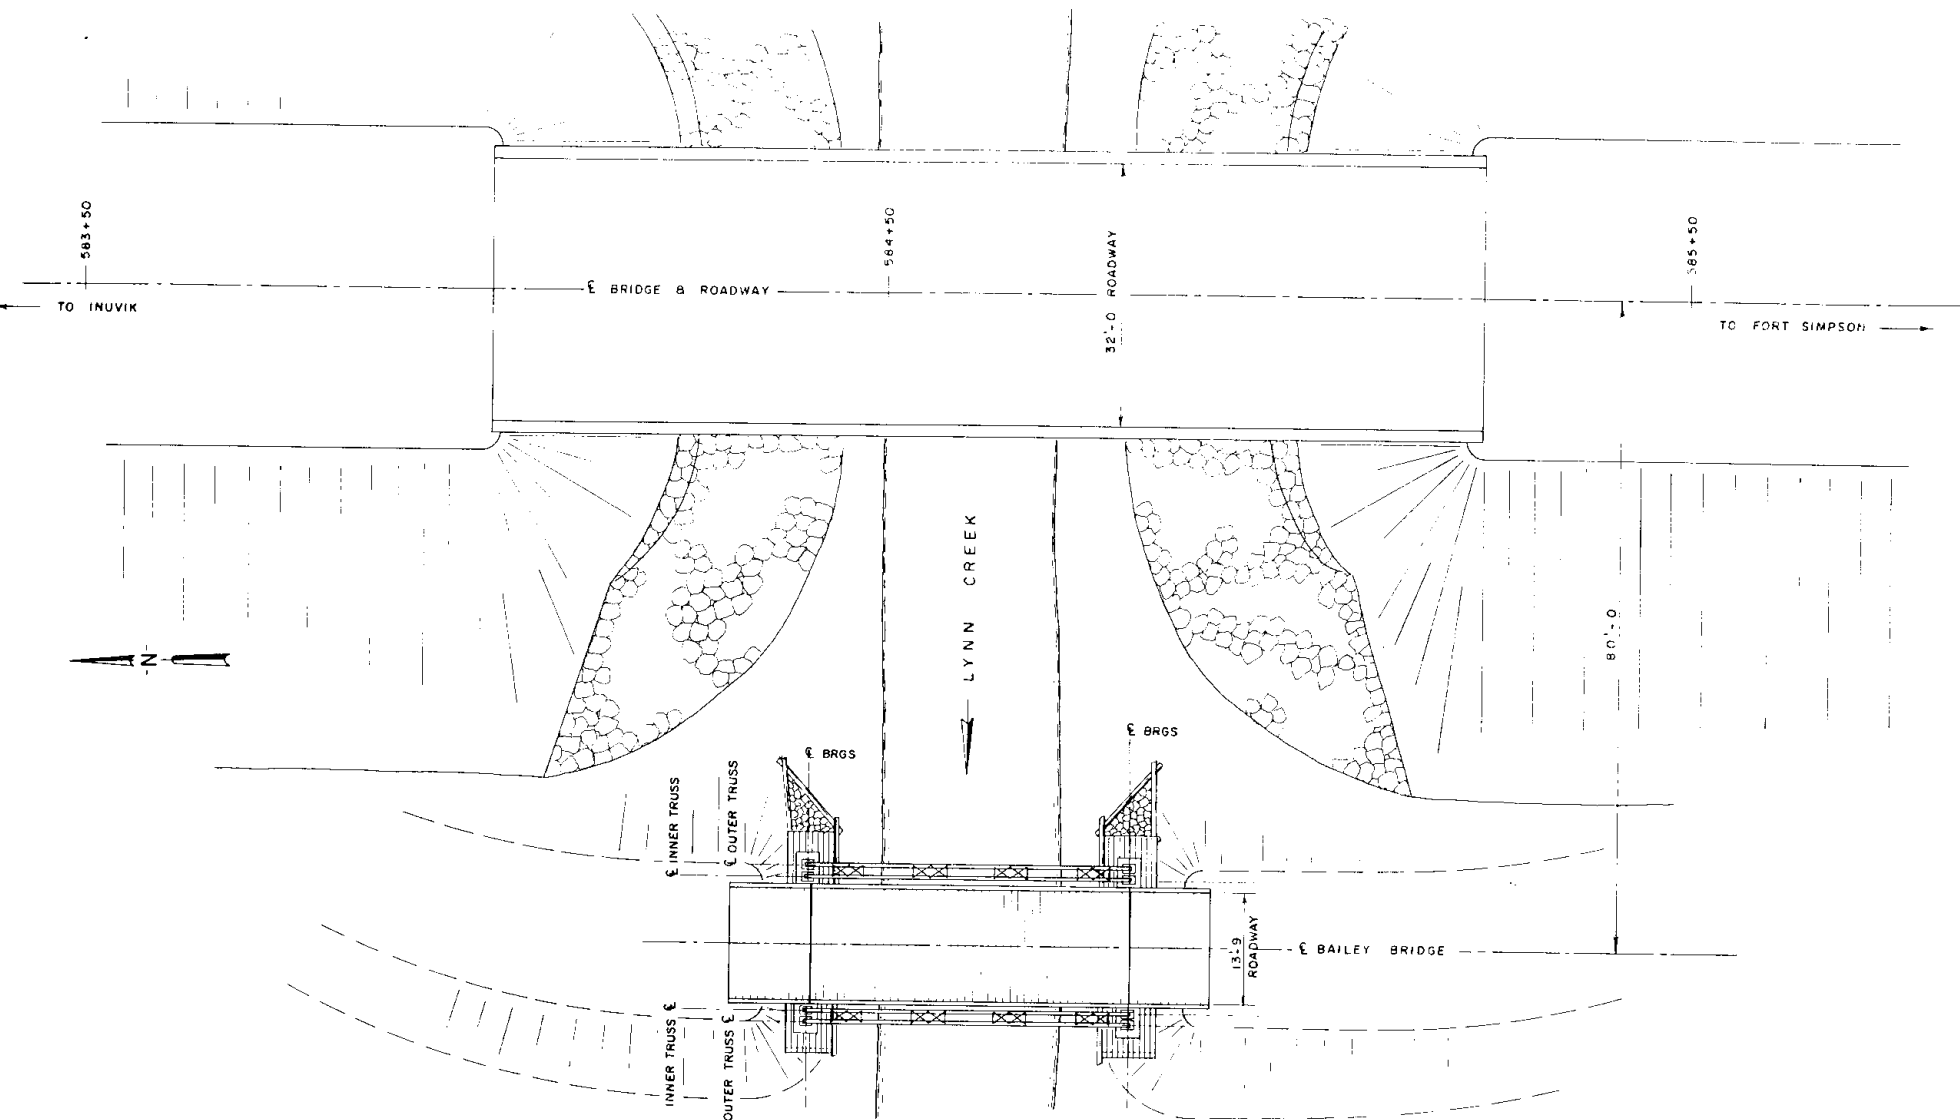 583+50
584+50
585+50
℄ BRIDGE & ROADWAY
TO INUVIK
32'-0 ROADWAY
TO FORT SIMPSON
LYNN CREEK
80'-0
N
℄ BRGS
℄ BRGS
℄ INNER TRUSS
℄ OUTER TRUSS
13'-9
ROADWAY
℄ BAILEY BRIDGE
INNER TRUSS ℄
OUTER TRUSS ℄